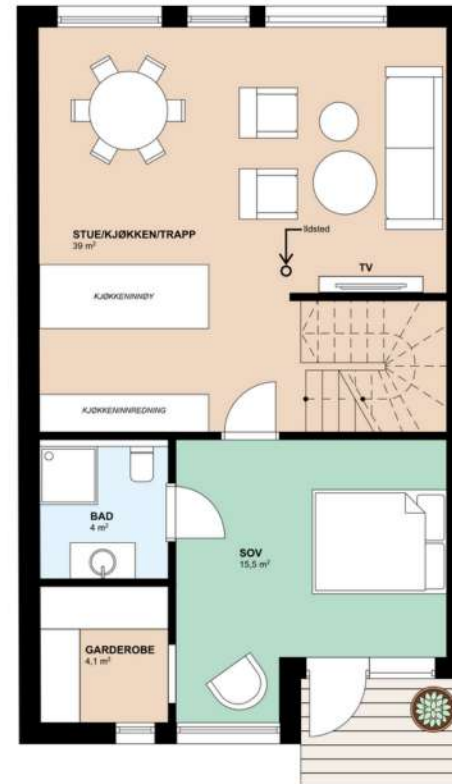 STUE/KJØKKEN/TRAPP
39 m²
Ildsted
TV
KJØKKENINNØY
KJØKKENINNREDNING
BAD
4 m²
SOV
15,5 m²
GARDEROBE
4,1 m²